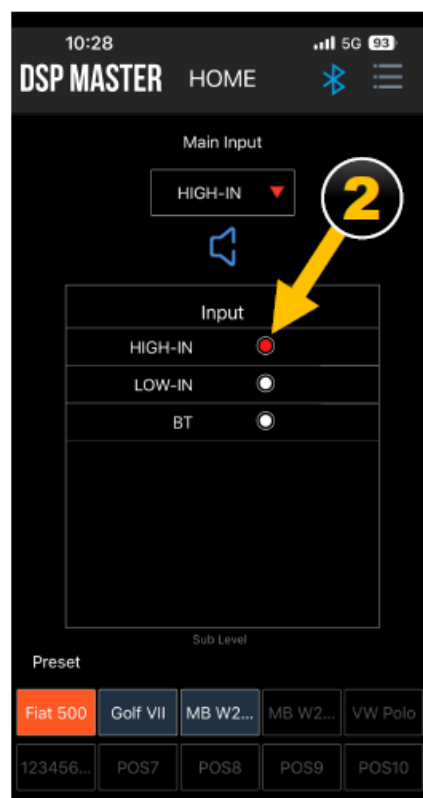 10:28 5G 93
DSP MASTER HOME
Main Input
HIGH-IN
2
Input
HIGH-IN
LOW-IN
BT
Sub Level
Preset
Fiat 500 Golf VII MB W2... MB W2... VW Polo
123456... POS7 POS8 POS9 POS10